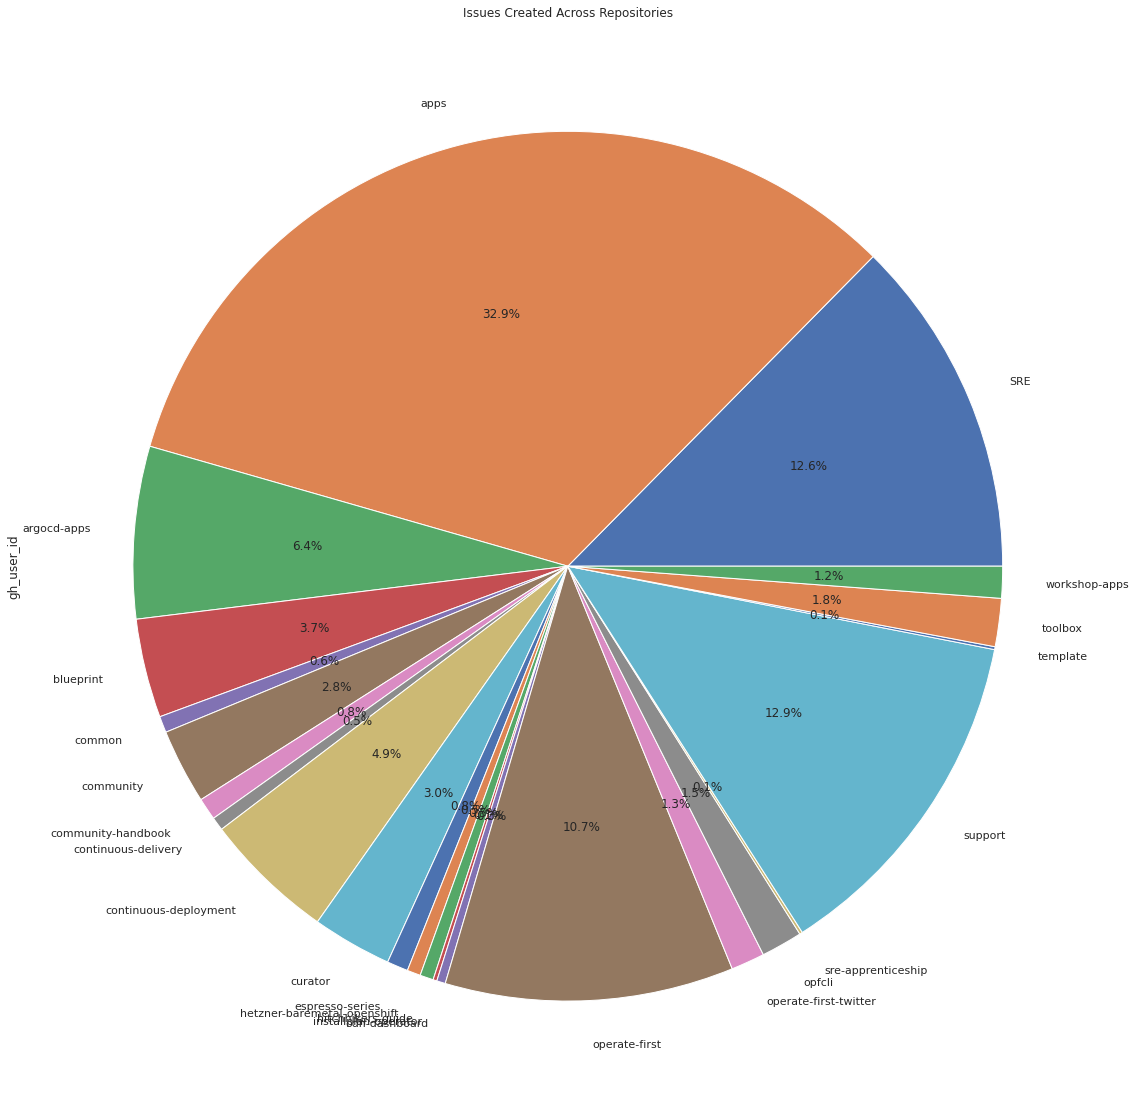 Issues Created Across Repositories
apps
SRE
32.9%
12.6%
argocd-apps
6.4%
gh_user_id
1.2%
workshop-apps
1.8%
0.1%
toolbox
template
3.7%
0.6%
blueprint
2.8%
12.9%
0.8%
0.5%
common
4.9%
community
3.0%
0.1%
1.5%
1.3%
0.8%
10.7%
community-handbook
support
continuous-delivery
continuous-deployment
sre-apprenticeship
curator
opfcli
operate-first-twitter
espresso-series
hetzner-baremetal-openshift
operate-first